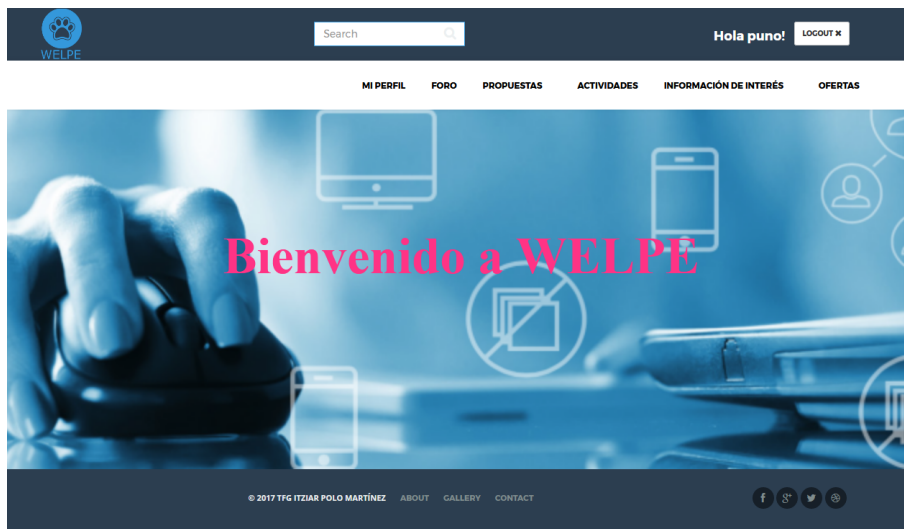 WELPE
Search
Hola puno!
LOGOUT ✖
MI PERFIL FORO PROPUESTAS ACTIVIDADES INFORMACIÓN DE INTERÉS OFERTAS
Bienvenido a WELPE
© 2017 TFG ITZIAR POLO MARTÍNEZ ABOUT GALLERY CONTACT
f g+